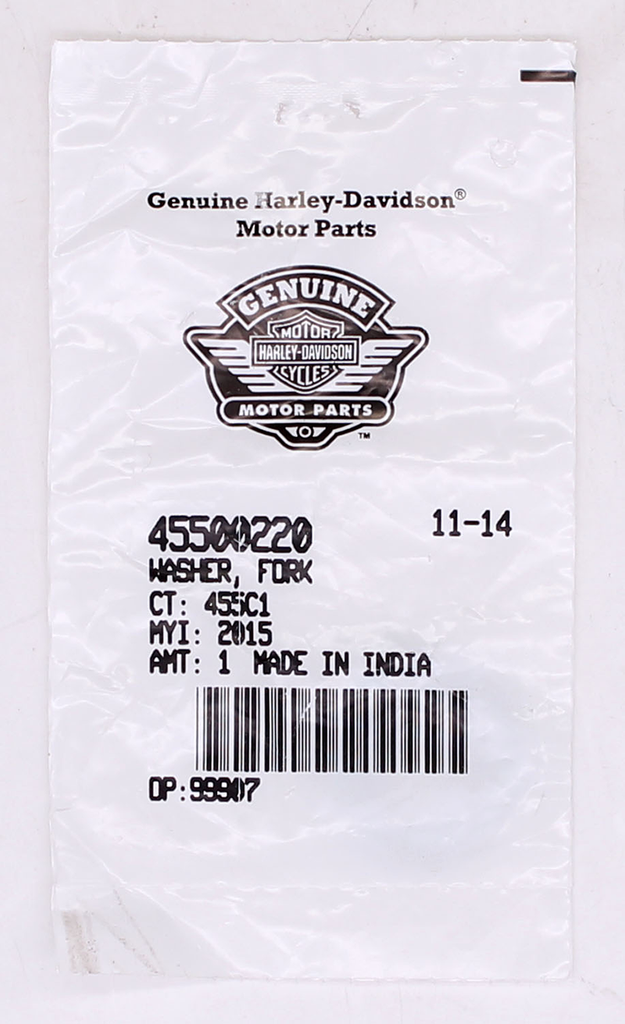 Genuine Harley-Davidson®
Motor Parts
GENUINE
MOTOR
HARLEY-DAVIDSON
CYCLES
MOTOR PARTS
™
45500220 11-14
WASHER, FORK
CT: 455C1
MYI: 2015
AMT: 1 MADE IN INDIA
OP:99907